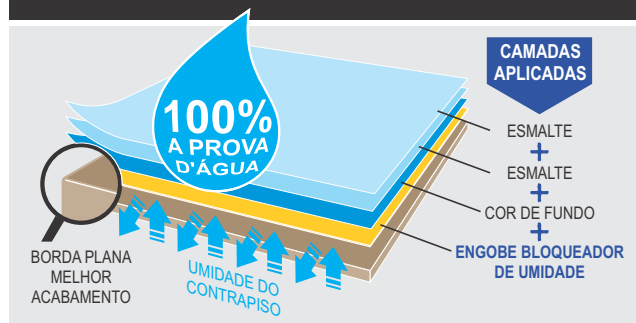 100%
À PROVA
D'ÁGUA
CAMADAS
APLICADAS
ESMALTE
+
ESMALTE
+
COR DE FUNDO
+
ENGOBE BLOQUEADOR
DE UMIDADE
BORDA PLANA
MELHOR
ACABAMENTO
UMIDADE DO
CONTRAPISO